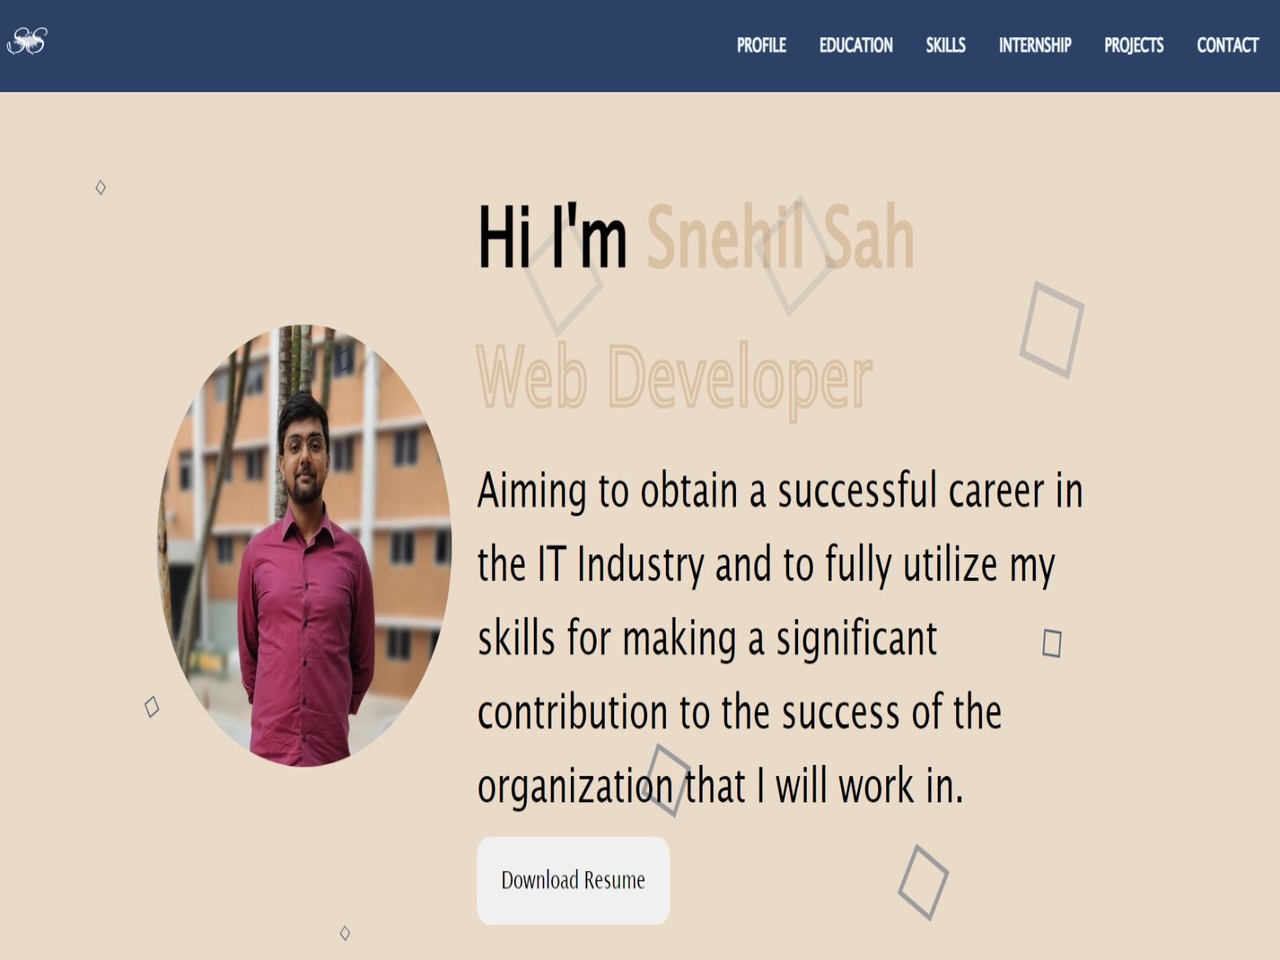 SS
PROFILE EDUCATION SKILLS INTERNSHIP PROJECTS CONTACT
Hi I'm Snehil Sah
Web Developer
Aiming to obtain a successful career in
the IT Industry and to fully utilize my
skills for making a significant
contribution to the success of the
organization that I will work in.
Download Resume